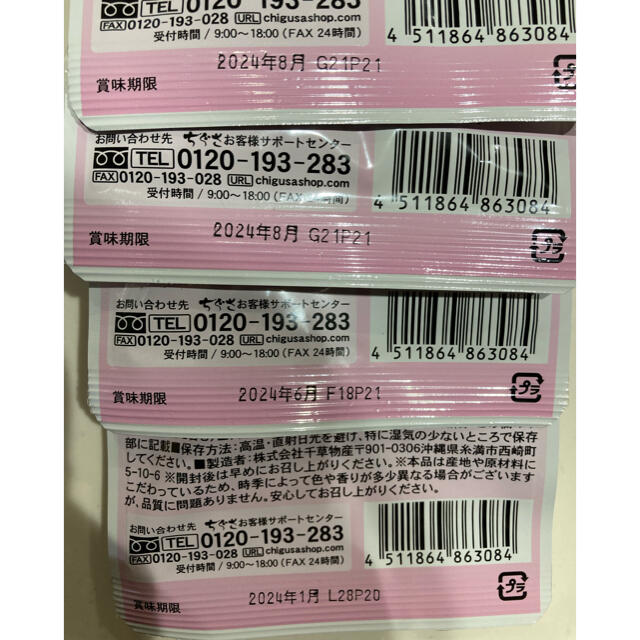 FAX 0120-193-028 URL chigusashop.com
受付時間 / 9:00~18:00 (FAX 24時間)
4 511864 863084
賞味期限 2024年8月 G21P21
プラ
お問い合わせ先 ちぐさお客様サポートセンター
TEL 0120-193-283
FAX 0120-193-028 URL chigusashop.com
受付時間 / 9:00~18:00 (FAX 24時間)
4 511864 863084
賞味期限 2024年8月 G21P21
プラ
お問い合わせ先 ちぐさお客様サポートセンター
TEL 0120-193-283
FAX 0120-193-028 URL chigusashop.com
受付時間 / 9:00~18:00 (FAX 24時間)
4 511864 863084
賞味期限 2024年6月 F18P21
プラ
部に記載■保存方法:高温・直射日光を避け、特に湿気の少ないところで保存
してください。■製造者:株式会社千草物産〒901-0306沖縄県糸満市西崎町
5-10-6 ※開封後は早めにお召し上がりください。※本品は産地や原材料に
こだわっているため、時季によって色や香りが多少異なる場合がございます
が、品質に問題ありません。安心してお召し上がりください。
お問い合わせ先 ちぐさお客様サポートセンター
TEL 0120-193-283
FAX 0120-193-028 URL chigusashop.com
受付時間 / 9:00~18:00 (FAX 24時間)
4 511864 863084
賞味期限 2024年1月 L28P20
プラ